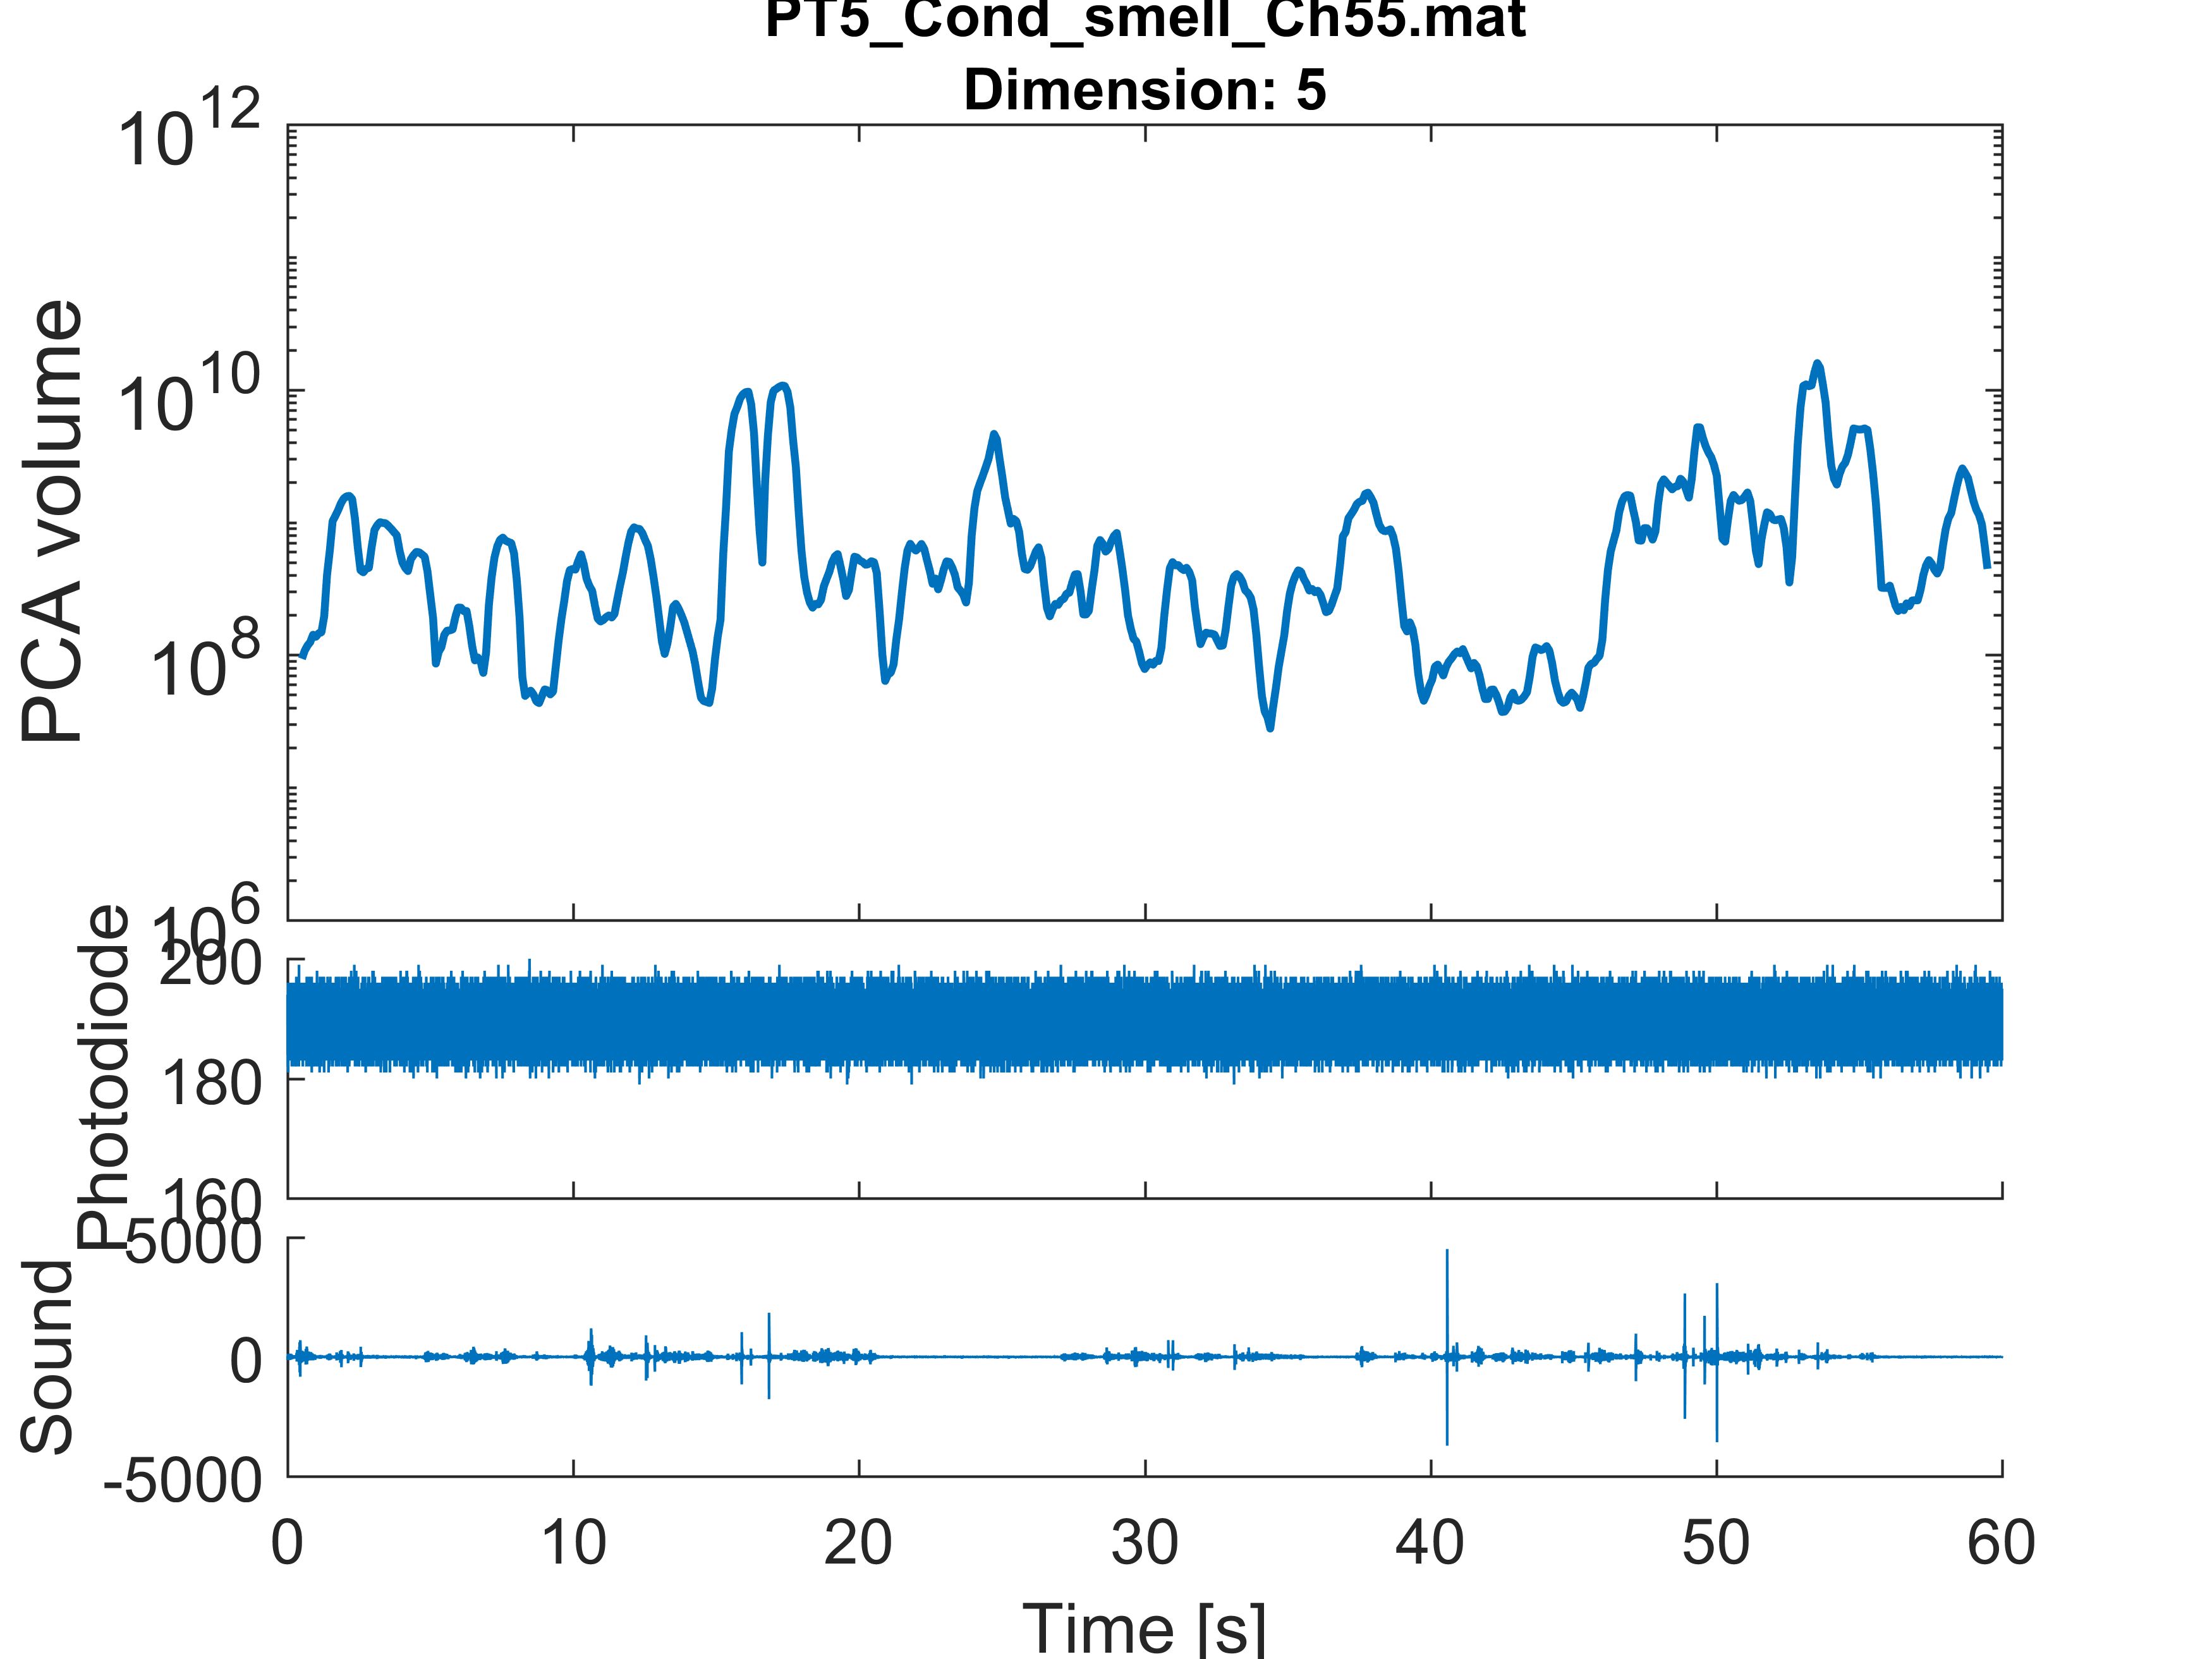 PT5_Cond_smell_Ch55.mat
Dimension: 5
PCA volume
10^12
10^10
10^8
10^6
Photodiode
200
180
160
Sound
5000
0
-5000
0 10 20 30 40 50 60
Time [s]